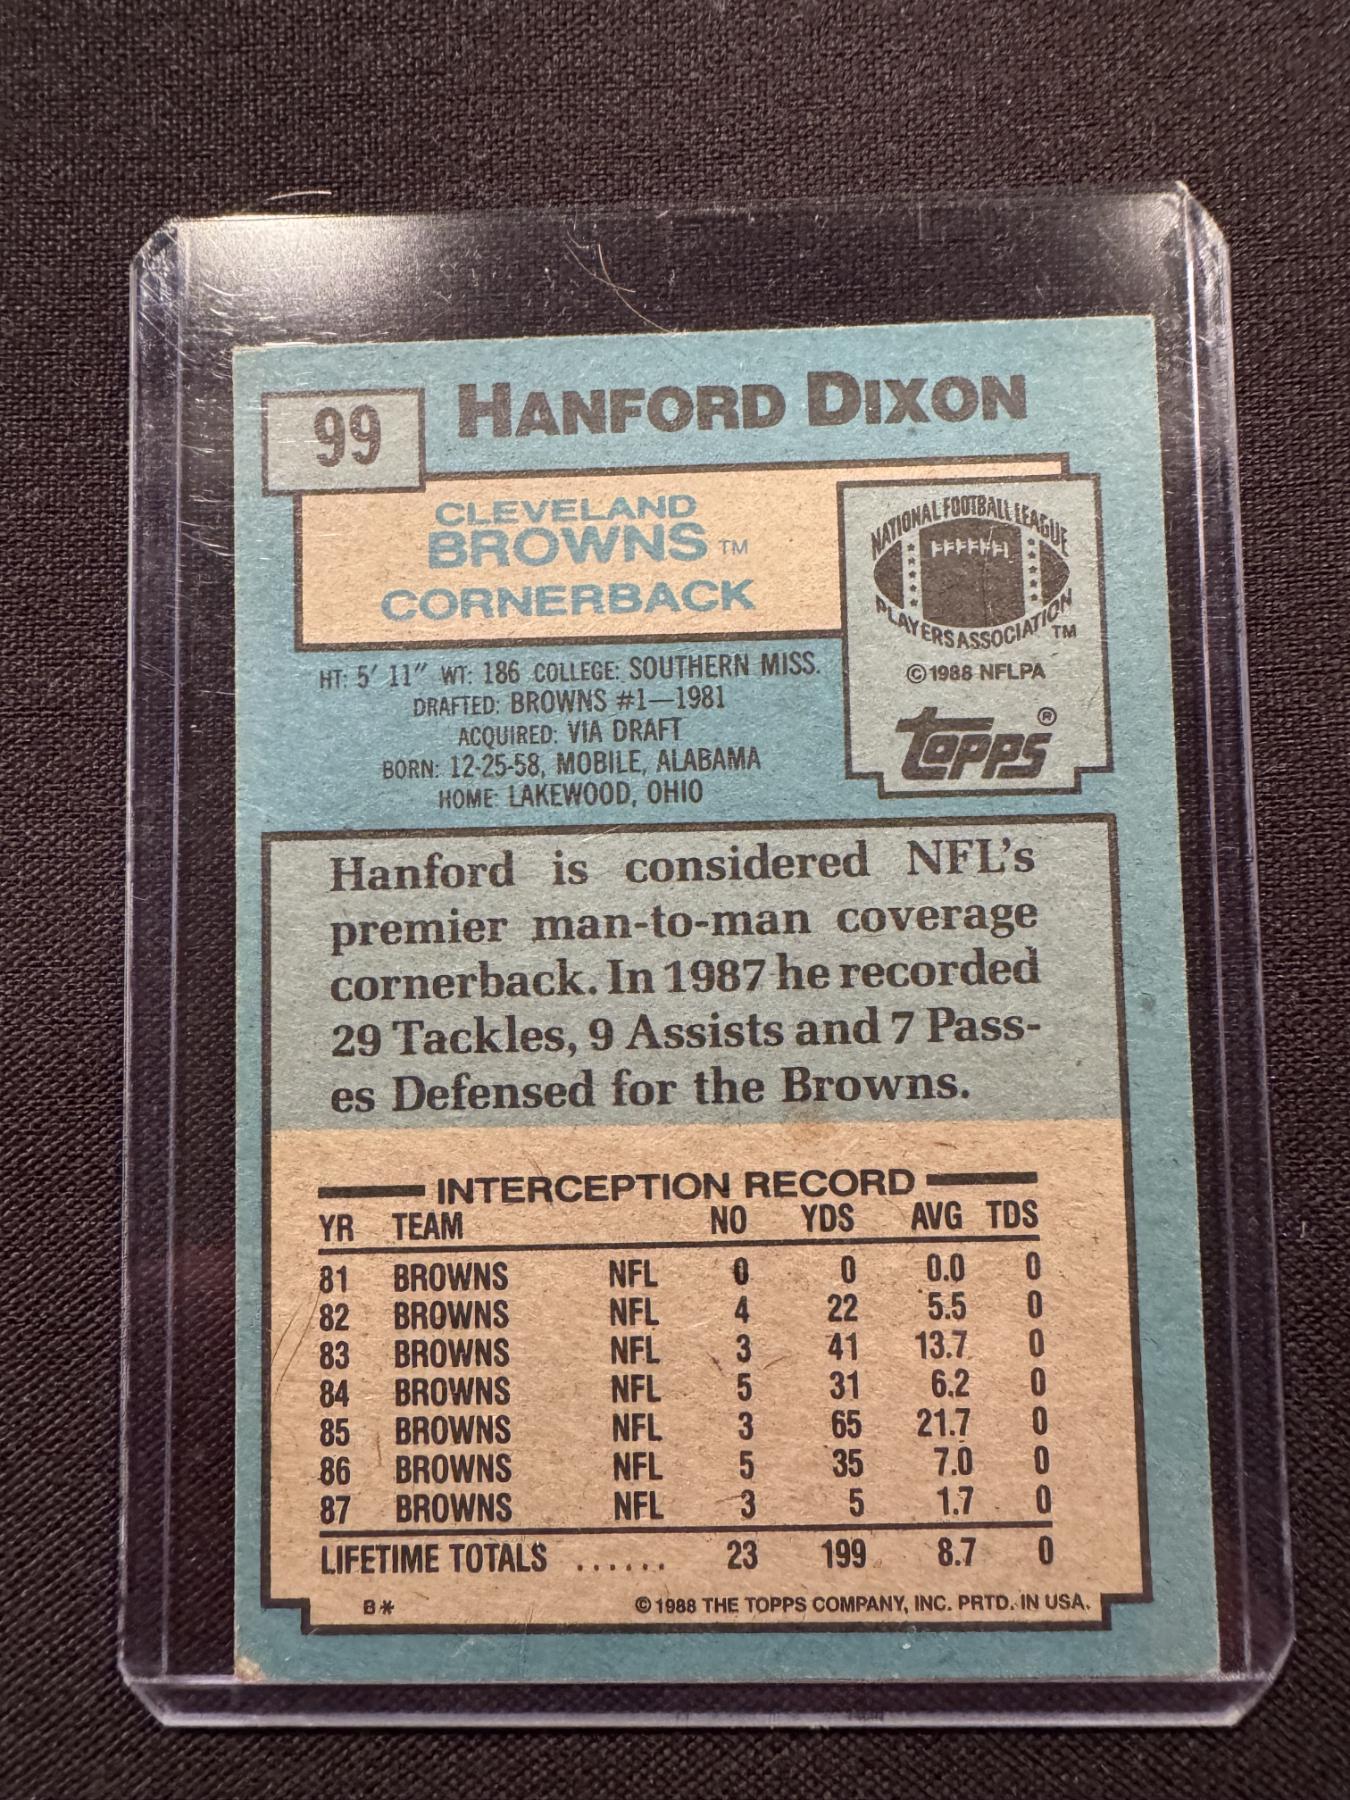 99
HANFORD DIXON
CLEVELAND
BROWNS TM
CORNERBACK
NATIONAL FOOTBALL LEAGUE
PLAYERS ASSOCIATION TM
© 1988 NFLPA
TOPPS ®
HT: 5' 11" WT: 186 COLLEGE: SOUTHERN MISS.
DRAFTED: BROWNS #1—1981
ACQUIRED: VIA DRAFT
BORN: 12-25-58, MOBILE, ALABAMA
HOME: LAKEWOOD, OHIO
Hanford is considered NFL's
premier man-to-man coverage
cornerback. In 1987 he recorded
29 Tackles, 9 Assists and 7 Pass-
es Defensed for the Browns.
INTERCEPTION RECORD
YR TEAM NO YDS AVG TDS
81 BROWNS NFL 0 0 0.0 0
82 BROWNS NFL 4 22 5.5 0
83 BROWNS NFL 3 41 13.7 0
84 BROWNS NFL 5 31 6.2 0
85 BROWNS NFL 3 65 21.7 0
86 BROWNS NFL 5 35 7.0 0
87 BROWNS NFL 3 5 1.7 0
LIFETIME TOTALS ...... 23 199 8.7 0
B* © 1988 THE TOPPS COMPANY, INC. PRTD. IN USA.